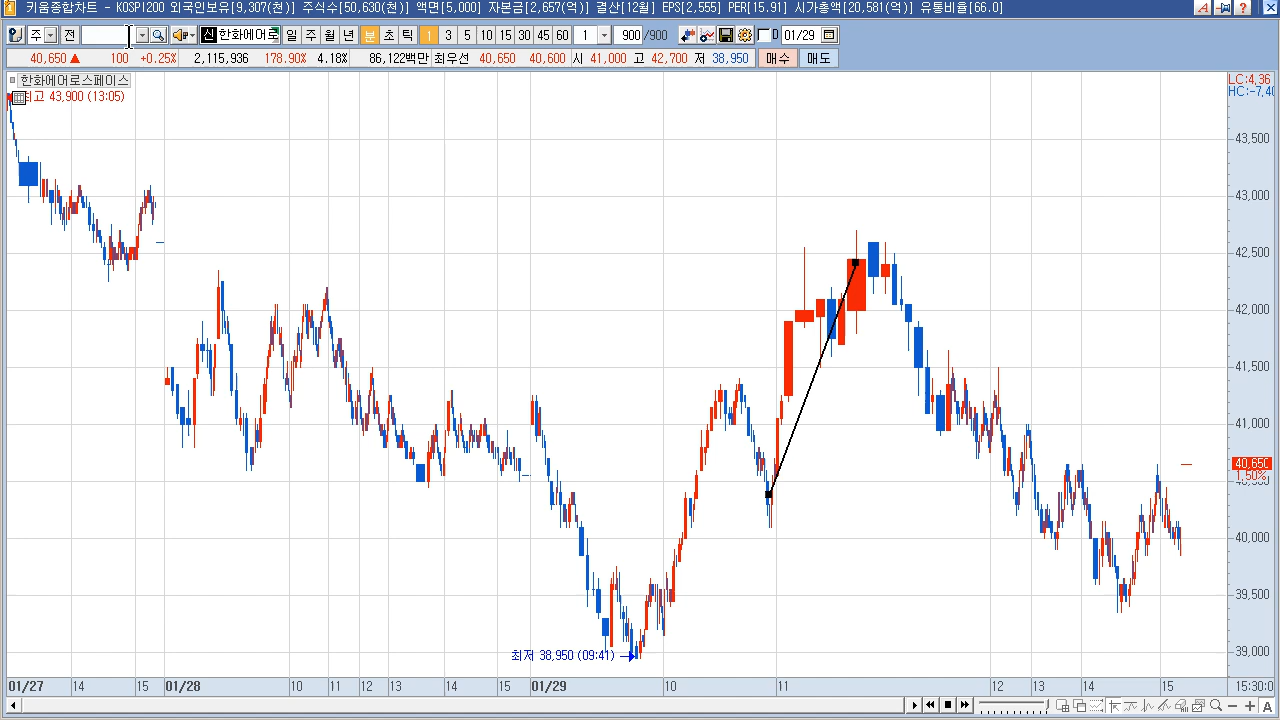 키움종합차트 - KOSPI200 외국인보유[9,307(천)] 주식수[50,630(천)] 액면[5,000] 자본금[2,657(억)] 결산[12월] EPS[2,555] PER[15.91] 시가총액[20,581(억)] 유통비율[66.0]
주 전 신 한화에어로 일 주 월 년 분 초 틱 1 3 5 10 15 30 45 60 1 900 /900 D 01/29
40,650 ▲ 100 +0.25% 2,115,936 178.90% 4.18% 86,122백만 최우선 40,650 40,600 시 41,000 고 42,700 저 38,950 매수 매도
한화에어로스페이스
최고 43,900 (13:05)
LC:4,36
HC:-7,40
43,500
43,000
42,500
42,000
41,500
41,000
40,650
1,50%
40,500
40,000
39,500
39,000
최저 38,950 (09:41)
01/27 14 15 01/28 10 11 12 13 14 15 01/29 10 11 12 13 14 15 15:30:0
A